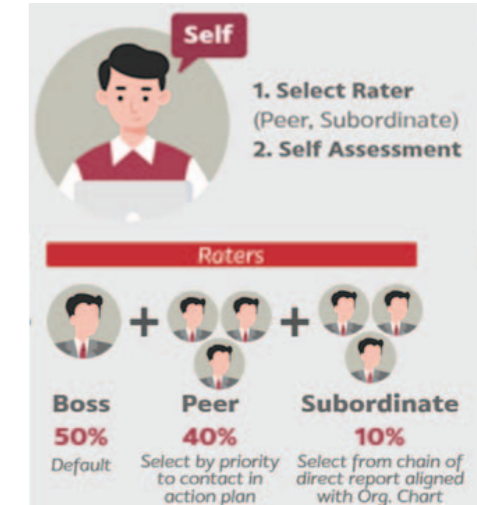 Self
1. Select Rater
(Peer, Subordinate)
2. Self Assessment
Raters
+
+
Boss
Peer
Subordinate
50%
40%
10%
Default
Select by priority
to contact in
action plan
Select from chain of
direct report aligned
with Org. Chart